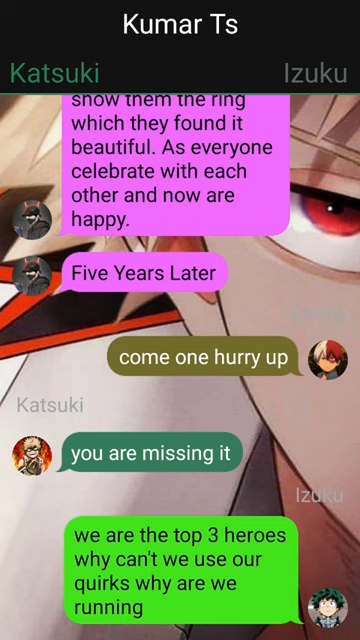 Kumar Ts
Katsuki
Izuku
show them the ring
which they found it
beautiful. As everyone
celebrate with each
other and now are
happy.
Five Years Later
come one hurry up
Katsuki
you are missing it
Izuku
we are the top 3 heroes
why can't we use our
quirks why are we
running